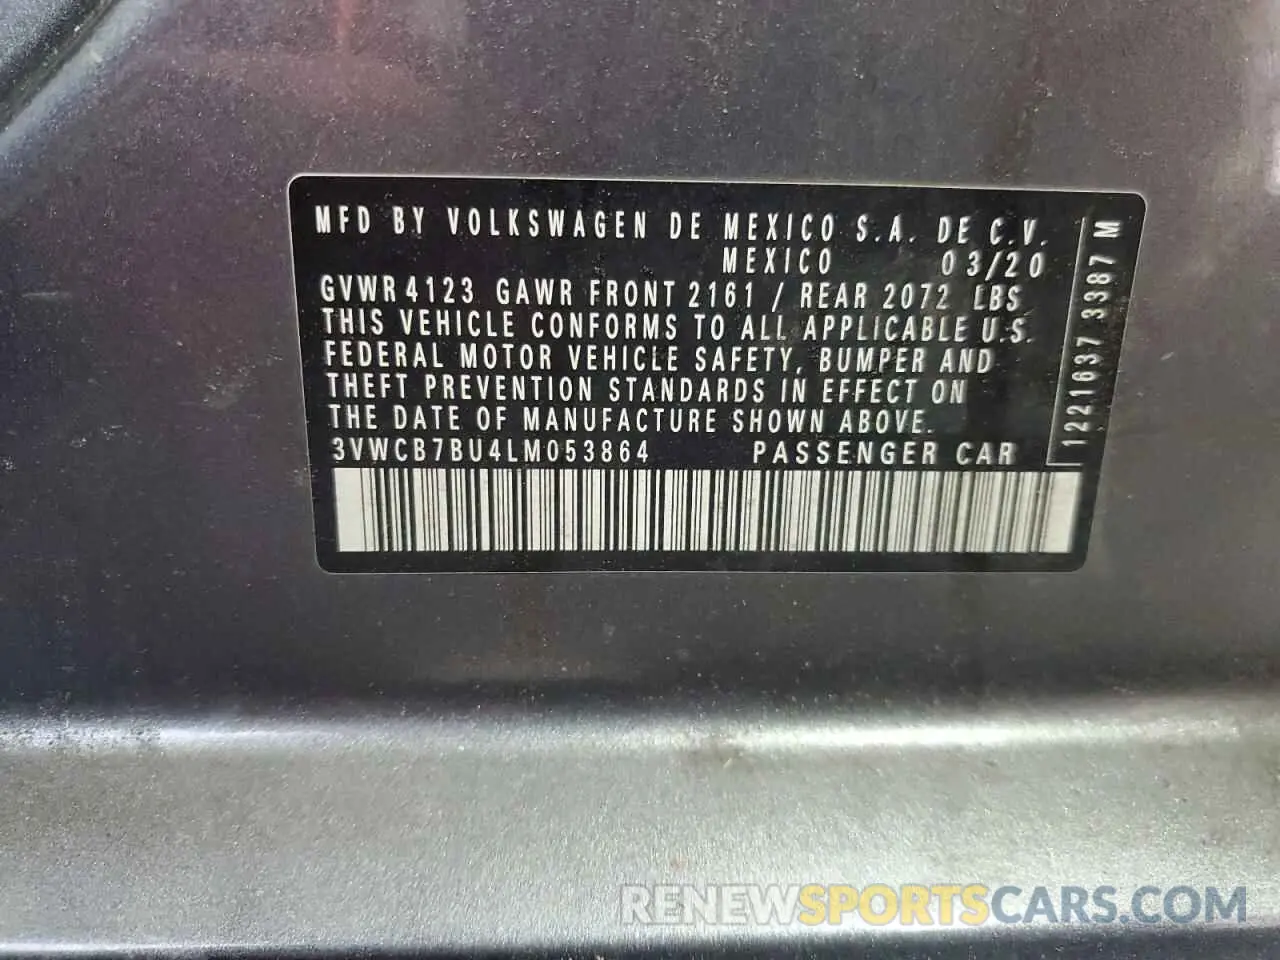 MFD BY VOLKSWAGEN DE MEXICO S.A. DE C.V.
MEXICO 03/20
GVWR 4123 GAWR FRONT 2161 / REAR 2072 LBS
THIS VEHICLE CONFORMS TO ALL APPLICABLE U.S.
FEDERAL MOTOR VEHICLE SAFETY, BUMPER AND
THEFT PREVENTION STANDARDS IN EFFECT ON
THE DATE OF MANUFACTURE SHOWN ABOVE.
3VWCB7BU4LM053864 PASSENGER CAR
1221637 3387 M
RENEWSPORTSCARS.COM